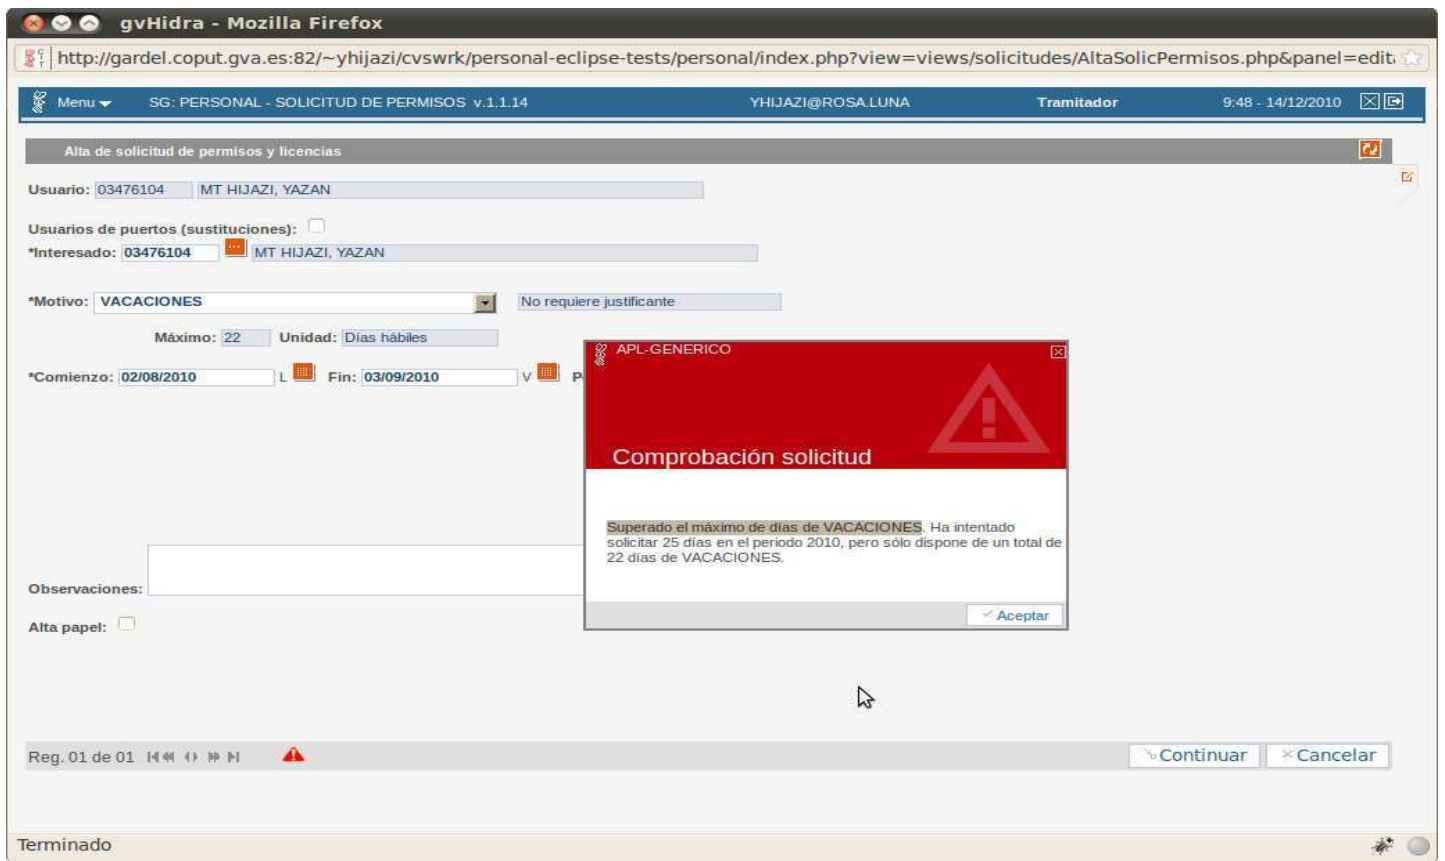 gvHidra - Mozilla Firefox
http://gardel.coput.gva.es:82/~yhijazi/cvswrk/personal-eclipse-tests/personal/index.php?view=views/solicitudes/AltaSolicPermisos.php&panel=edita
Menu SG: PERSONAL - SOLICITUD DE PERMISOS v.1.1.14 YHIJAZI@ROSA.LUNA Tramitador 9:48 - 14/12/2010
Alta de solicitud de permisos y licencias
Usuario: 03476104 MT HIJAZI, YAZAN
Usuarios de puertos (sustituciones):
*Interesado: 03476104 ... MT HIJAZI, YAZAN
*Motivo: VACACIONES No requiere justificante
Máximo: 22 Unidad: Días hábiles
*Comienzo: 02/08/2010 L Fin: 03/09/2010 V
APL-GENERICO
Comprobación solicitud
Superado el máximo de días de VACACIONES. Ha intentado
solicitar 25 días en el periodo 2010, pero sólo dispone de un total de
22 días de VACACIONES.
Aceptar
Observaciones:
Alta papel:
Reg. 01 de 01 Continuar Cancelar
Terminado